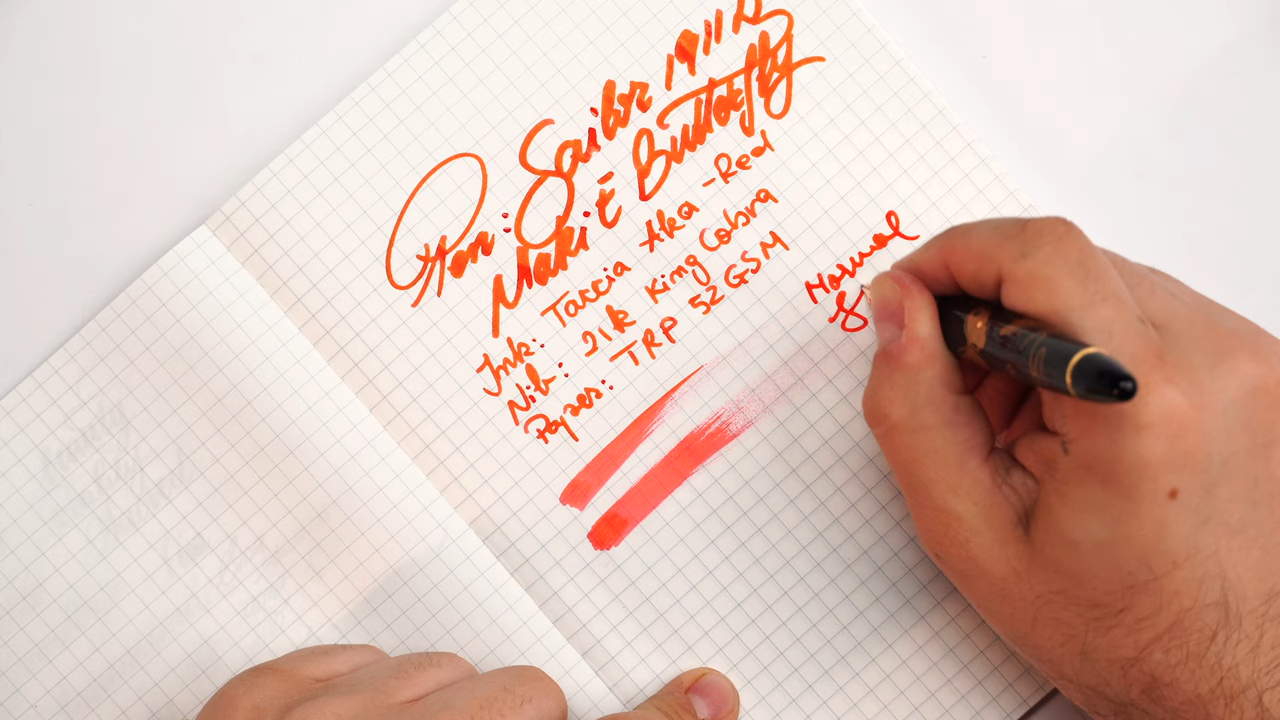 Pen: Sailor 1911 D
Maki-E Butterfly
Ink: Taccia Aka -Red
Nib: 21K King Cobra
Paper: TRP 52 GSM
Normal